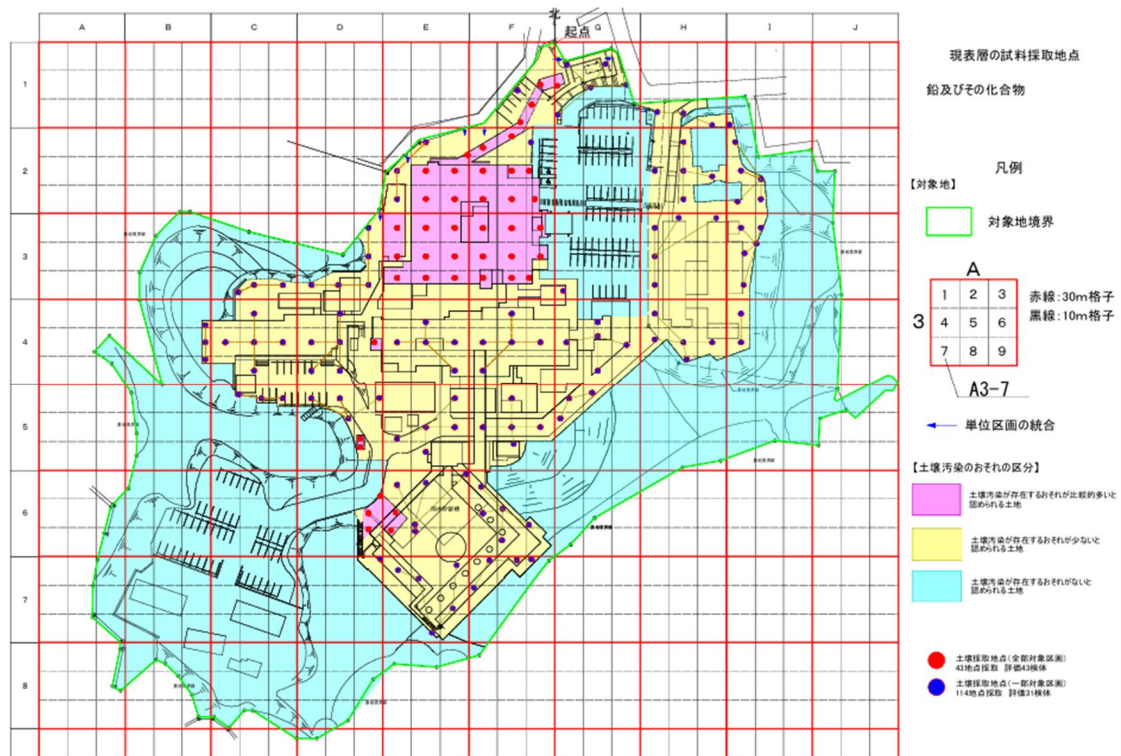 A B C D E F G H I J
北
起点
1
2
3
4
5
6
7
8
現表層の試料採取地点
鉛及びその化合物
凡例
【対象地】
対象地境界
A
3
1 2 3
4 5 6
7 8 9
赤線:30m格子
黒線:10m格子
A3-7
単位区画の統合
【土壌汚染のおそれの区分】
土壌汚染が存在するおそれが比較的多いと
認められる土地
土壌汚染が存在するおそれが少ないと
認められる土地
土壌汚染が存在するおそれがないと
認められる土地
土壌採取地点(全部対象区画)
43地点採取 評価43検体
土壌採取地点(一部対象区画)
114地点採取 評価31検体